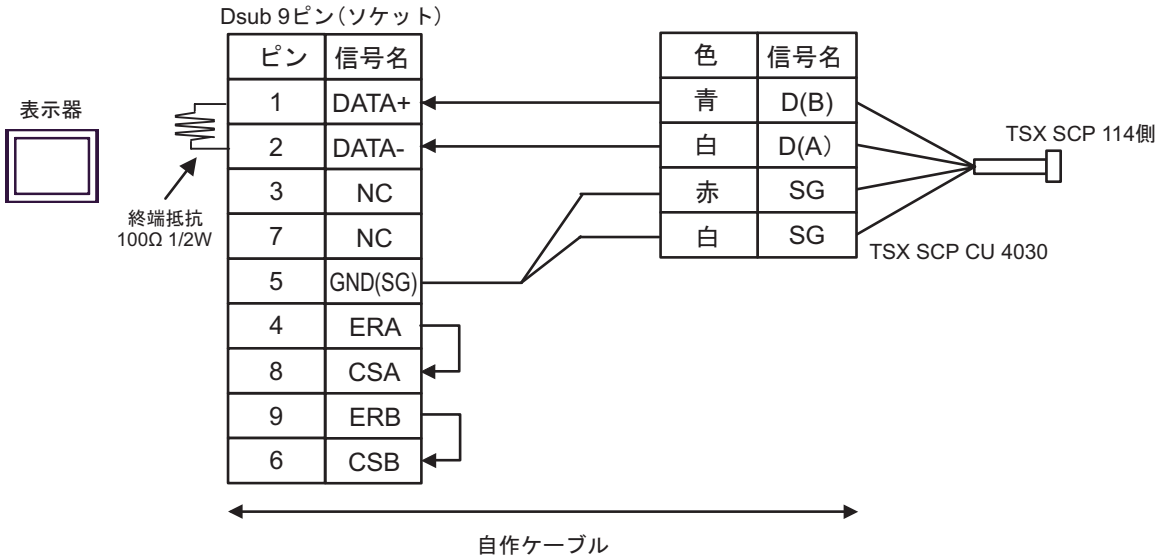 Dsub 9ピン(ソケット)
ピン 信号名
1 DATA+
2 DATA-
3 NC
7 NC
5 GND(SG)
4 ERA
8 CSA
9 ERB
6 CSB
表示器
終端抵抗
100Ω 1/2W
色 信号名
青 D(B)
白 D(A)
赤 SG
白 SG
TSX SCP 114側
TSX SCP CU 4030
自作ケーブル